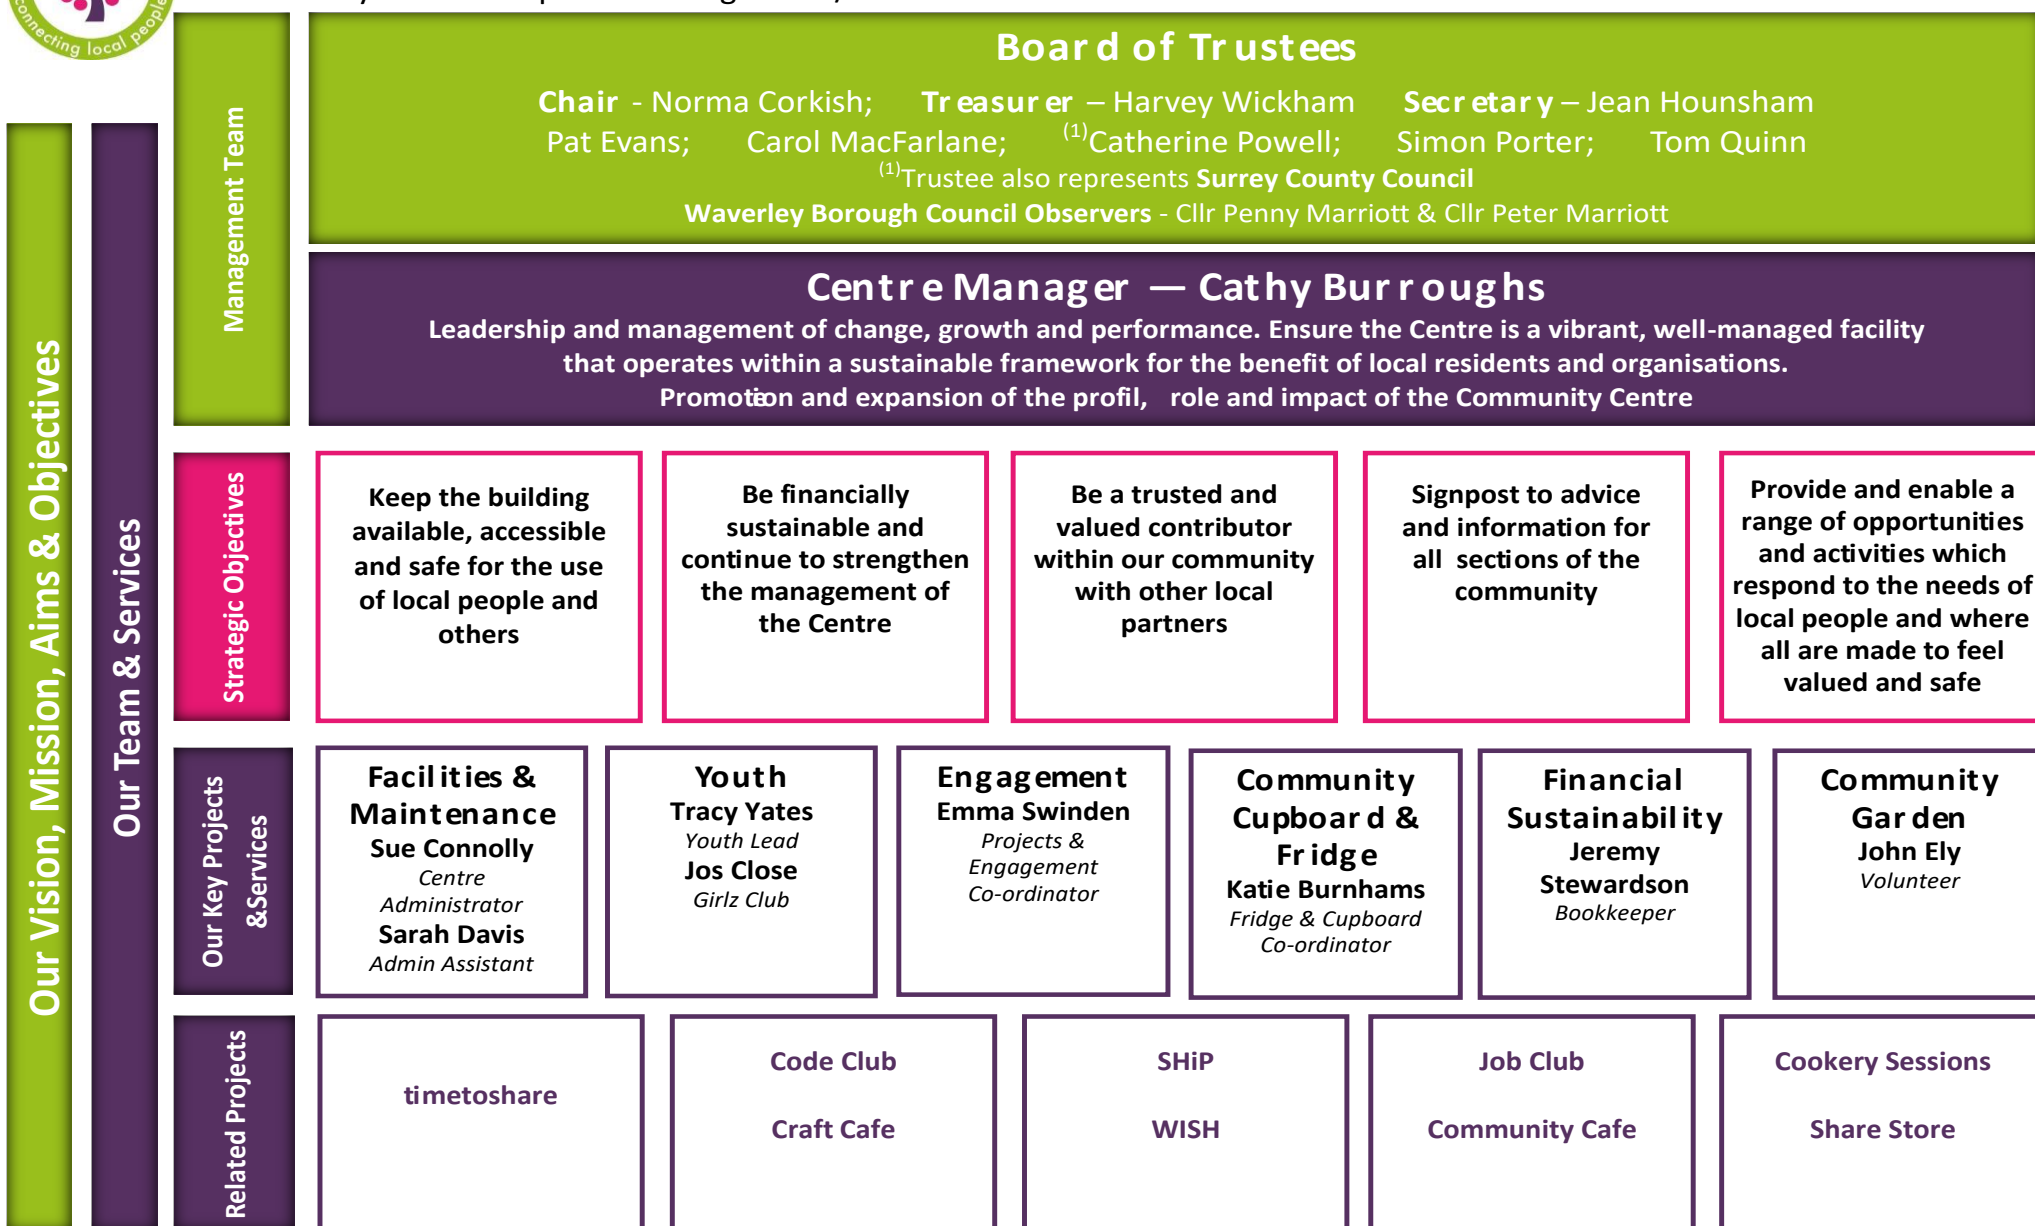 connecting local people
Board of Trustees
Chair - Norma Corkish; Treasurer – Harvey Wickham Secretary – Jean Hounsham
Pat Evans; Carol MacFarlane; (1)Catherine Powell; Simon Porter; Tom Quinn
(1)Trustee also represents Surrey County Council
Waverley Borough Council Observers - Cllr Penny Marriott & Cllr Peter Marriott
Centre Manager — Cathy Burroughs
Leadership and management of change, growth and performance. Ensure the Centre is a vibrant, well-managed facility
that operates within a sustainable framework for the benefit of local residents and organisations.
Promotion and expansion of the profil, role and impact of the Community Centre
Management Team
Our Vision, Mission, Aims & Objectives
Our Team & Services
Strategic Objectives
Keep the building
available, accessible
and safe for the use
of local people and
others
Be financially
sustainable and
continue to strengthen
the management of
the Centre
Be a trusted and
valued contributor
within our community
with other local
partners
Signpost to advice
and information for
all sections of the
community
Provide and enable a
range of opportunities
and activities which
respond to the needs of
local people and where
all are made to feel
valued and safe
Our Key Projects
&Services
Facilities &
Maintenance
Sue Connolly
Centre
Administrator
Sarah Davis
Admin Assistant
Youth
Tracy Yates
Youth Lead
Jos Close
Girlz Club
Engagement
Emma Swinden
Projects &
Engagement
Co-ordinator
Community
Cupboard &
Fridge
Katie Burnhams
Fridge & Cupboard
Co-ordinator
Financial
Sustainability
Jeremy
Stewardson
Bookkeeper
Community
Garden
John Ely
Volunteer
Related Projects
timetoshare
Code Club
Craft Cafe
SHiP
WISH
Job Club
Community Cafe
Cookery Sessions
Share Store